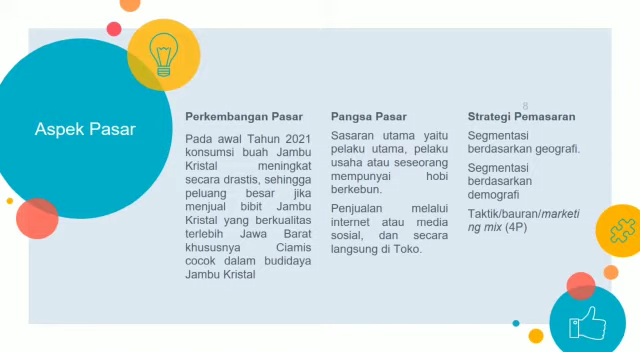 8
Aspek Pasar
Perkembangan Pasar
Pada awal Tahun 2021
konsumsi buah Jambu
Kristal meningkat
secara drastis, sehingga
peluang besar jika
menjual bibit Jambu
Kristal yang berkualitas
terlebih Jawa Barat
khususnya Ciamis
cocok dalam budidaya
Jambu Kristal
Pangsa Pasar
Sasaran utama yaitu
pelaku utama, pelaku
usaha atau seseorang
mempunyai hobi
berkebun.
Penjualan melalui
internet atau media
sosial, dan secara
langsung di Toko.
Strategi Pemasaran
Segmentasi
berdasarkan geografi.
Segmentasi
berdasarkan
demografi
Taktik/bauran/marketi
ng mix (4P)